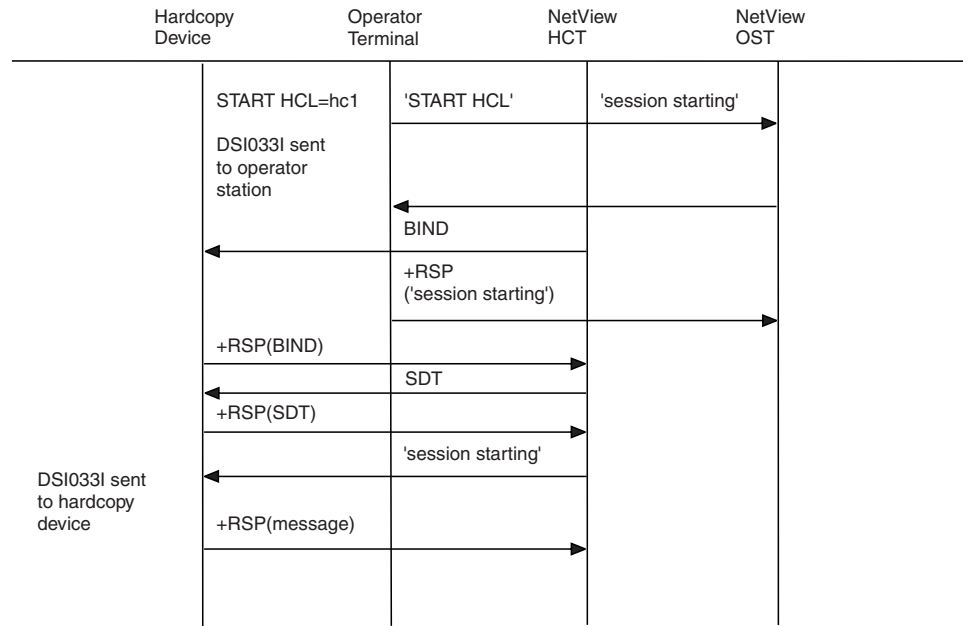 Hardcopy
Device
Operator
Terminal
NetView
HCT
NetView
OST
START HCL=hc1
'START HCL'
'session starting'
DSI033I sent
to operator
station
BIND
+RSP
('session starting')
+RSP(BIND)
SDT
+RSP(SDT)
'session starting'
DSI033I sent
to hardcopy
device
+RSP(message)